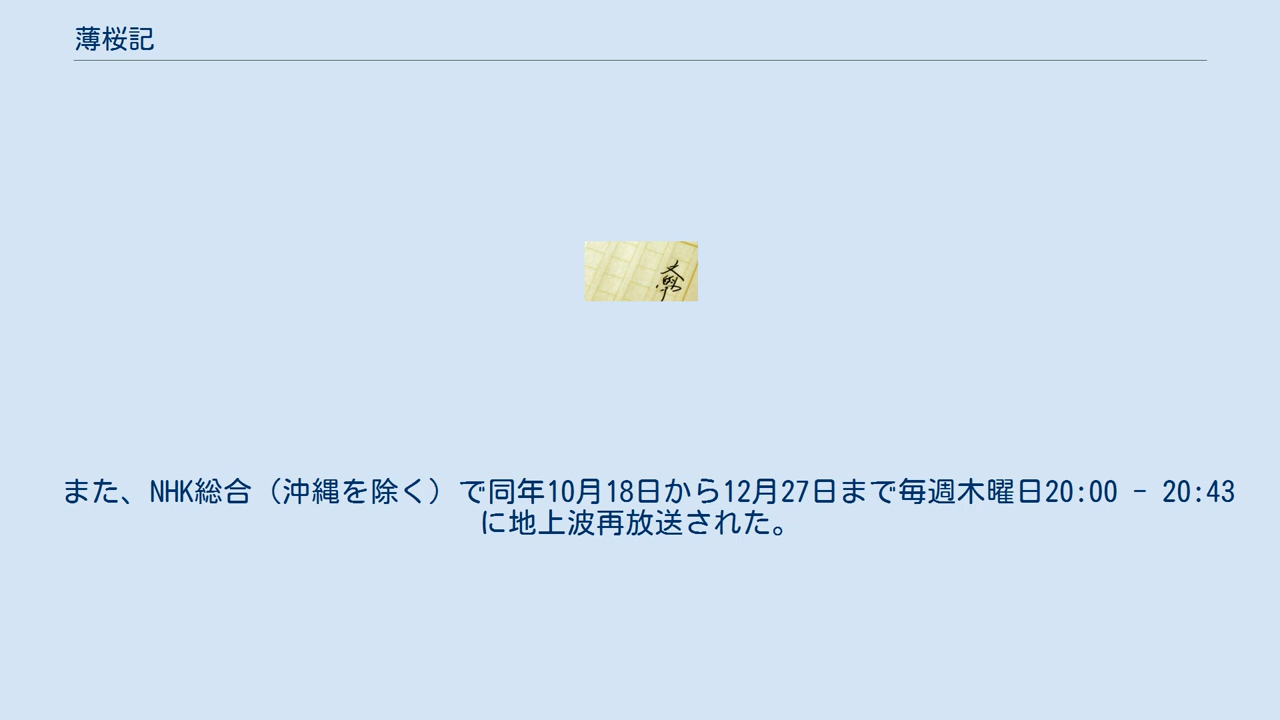 薄桜記
また、NHK総合（沖縄を除く）で同年10月18日から12月27日まで毎週木曜日20:00 - 20:43
に地上波再放送された。